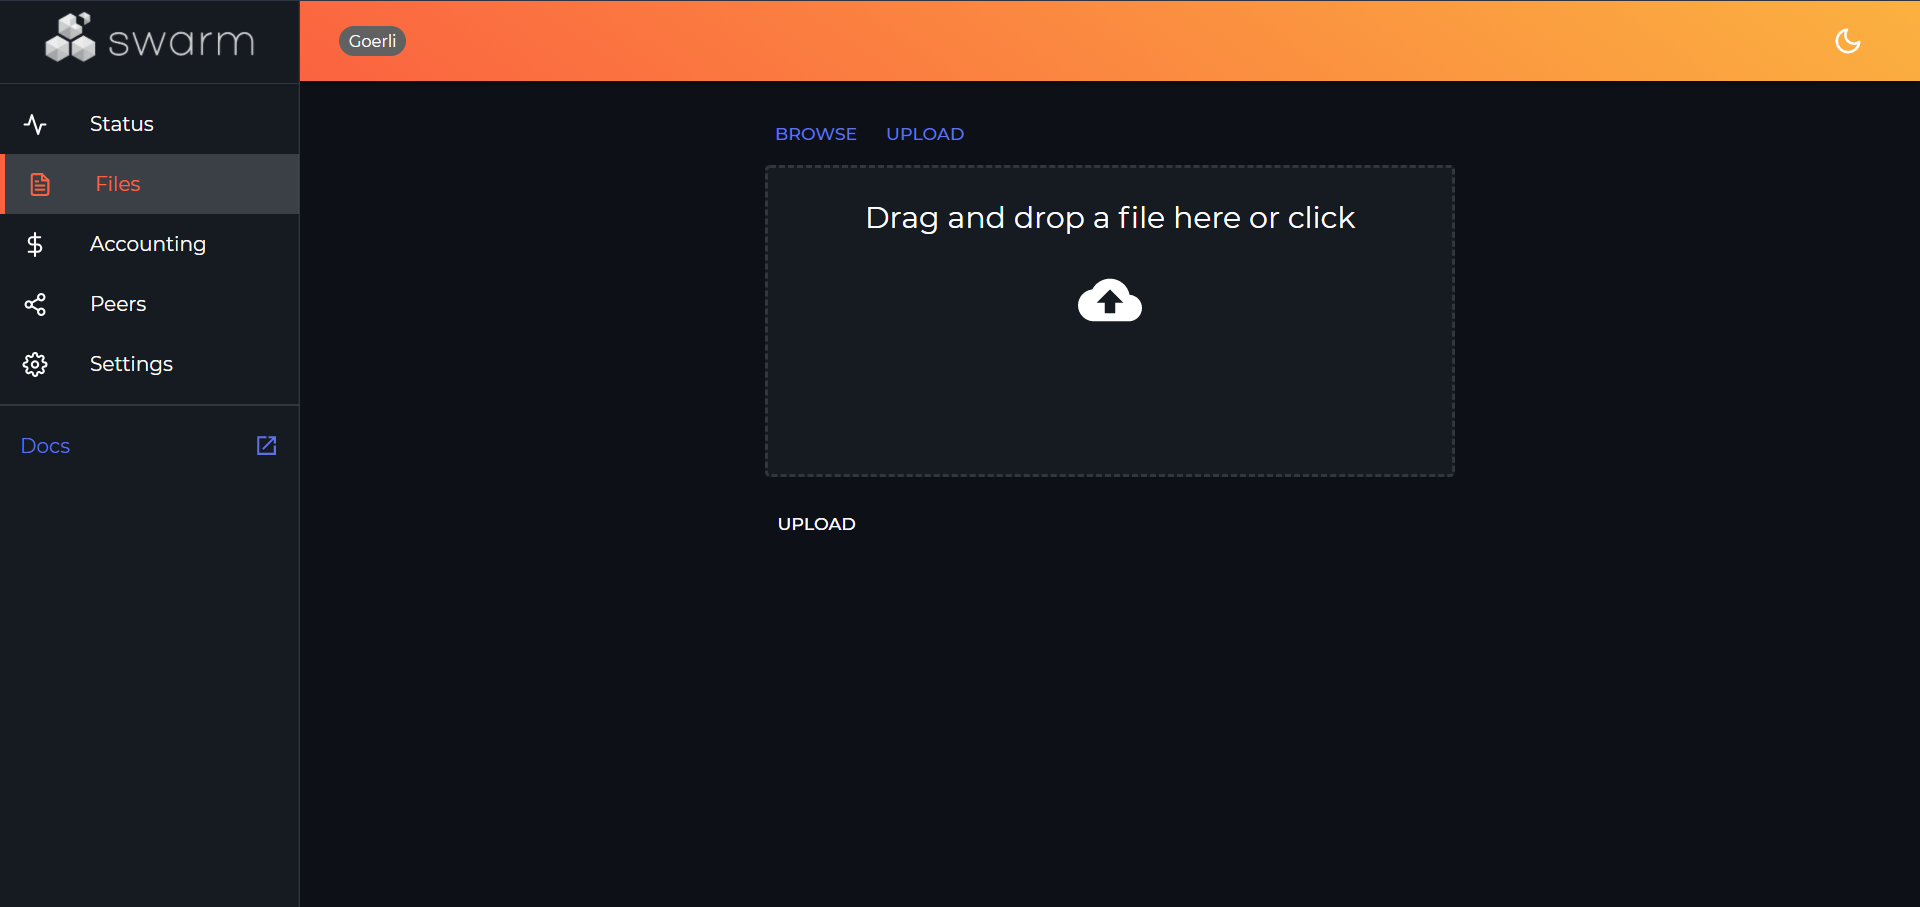 swarm
Goerli
Status
Files
Accounting
Peers
Settings
Docs
BROWSE UPLOAD
Drag and drop a file here or click
UPLOAD